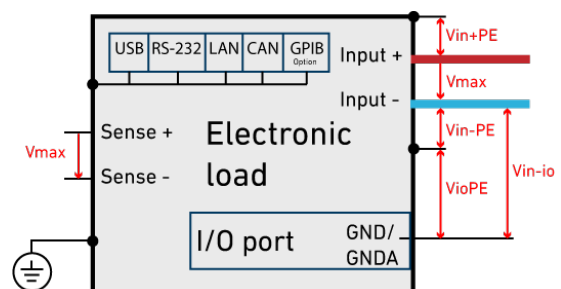 USB RS-232 LAN CAN GPIB
Option
Vin+PE
Input +
Vmax
Input -
Sense +
Electronic
Vin-PE
Vmax
Sense -
load
VioPE
Vin-io
I/O port
GND/
GNDA